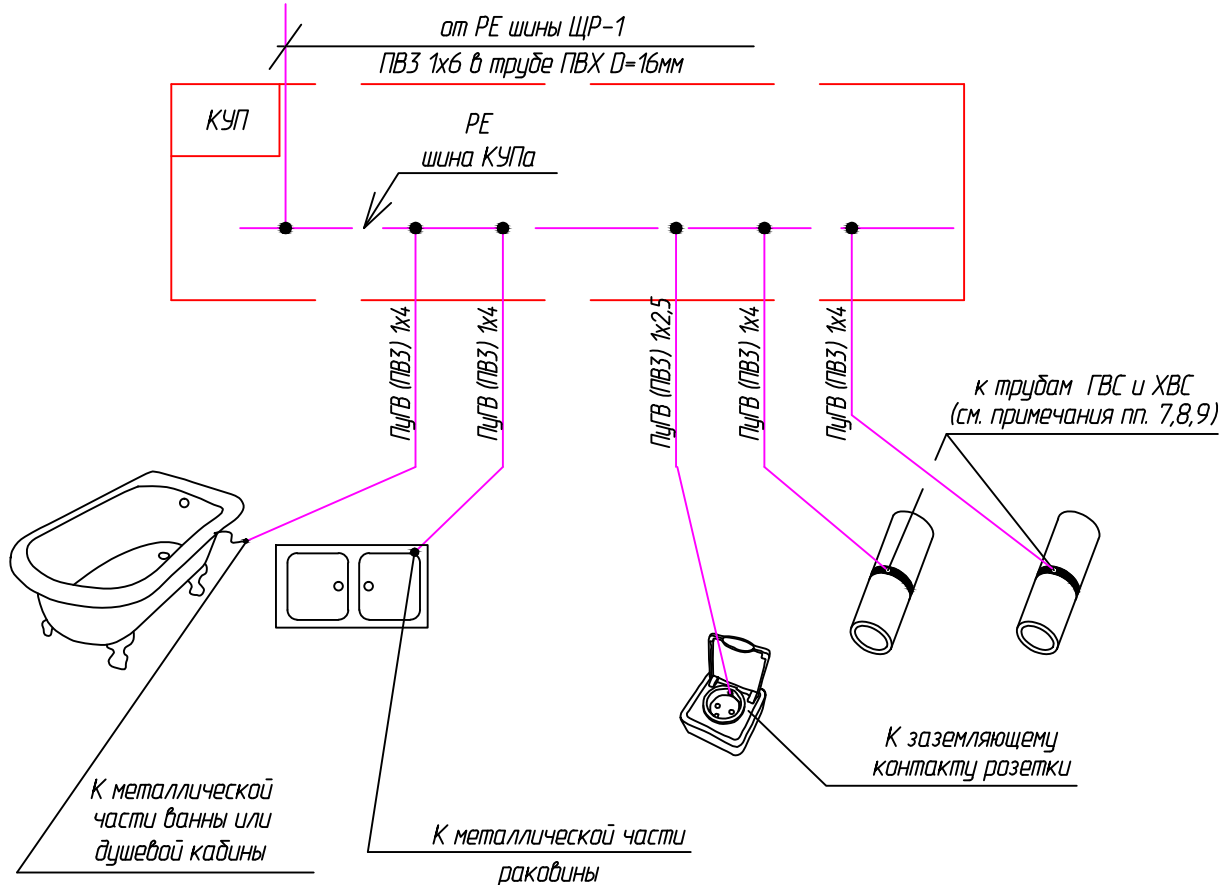 от РЕ шины ЩР-1
ПВ3 1х6 в трубе ПВХ D=16мм
КУП
РЕ
шина КУПа
ПуГВ (ПВ3) 1х4
ПуГВ (ПВ3) 1х4
ПуГВ (ПВ3) 1х2,5
ПуГВ (ПВ3) 1х4
ПуГВ (ПВ3) 1х4
к трубам ГВС и ХВС
(см. примечания пп. 7,8,9)
К заземляющему
контакту розетки
К металлической
части ванны или
душевой кабины
К металлической части
раковины